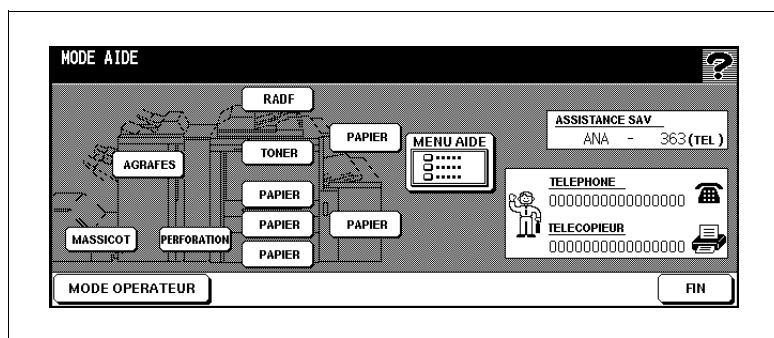 MODE AIDE
?
RADF
PAPIER
MENU AIDE
AGRAFES
TONER
PAPIER
PAPIER
PAPIER
PAPIER
MASSICOT
PERFORATION
ASSISTANCE SAV
ANA - 363 (TEL)
TELEPHONE
0000000000000000
TELECOPIEUR
0000000000000000
MODE OPERATEUR
FIN